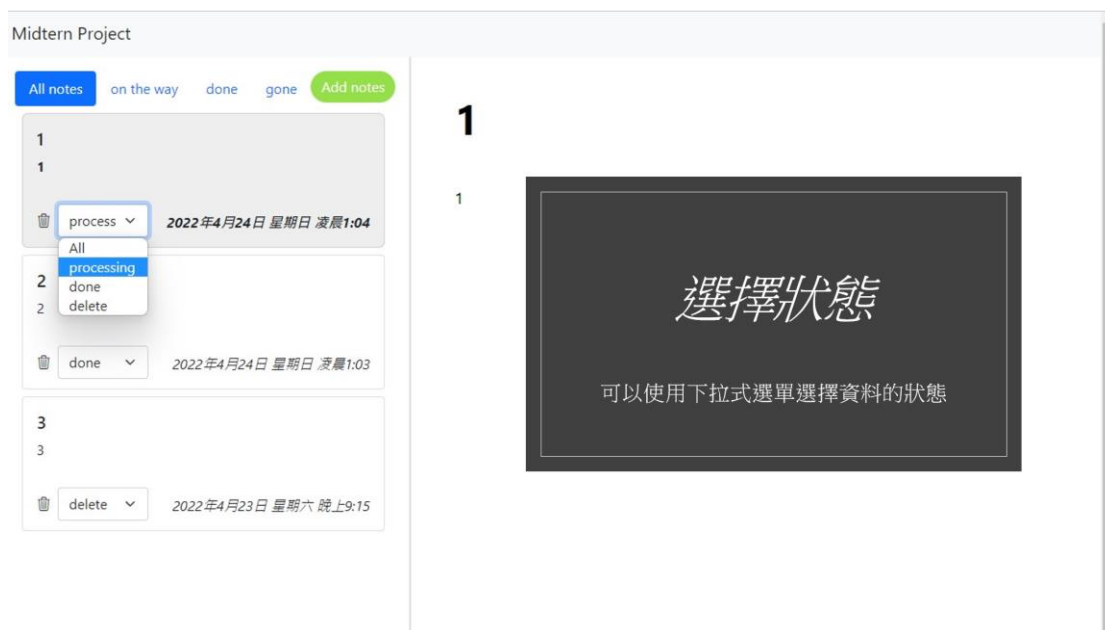 Midtern Project
All notes on the way done gone Add notes
1
1
process 2022年4月24日 星期日 凌晨1:04
All
processing
done
delete
2
2
done 2022年4月24日 星期日 凌晨1:03
3
3
delete 2022年4月23日 星期六 晚上9:15
1
1
選擇狀態
可以使用下拉式選單選擇資料的狀態